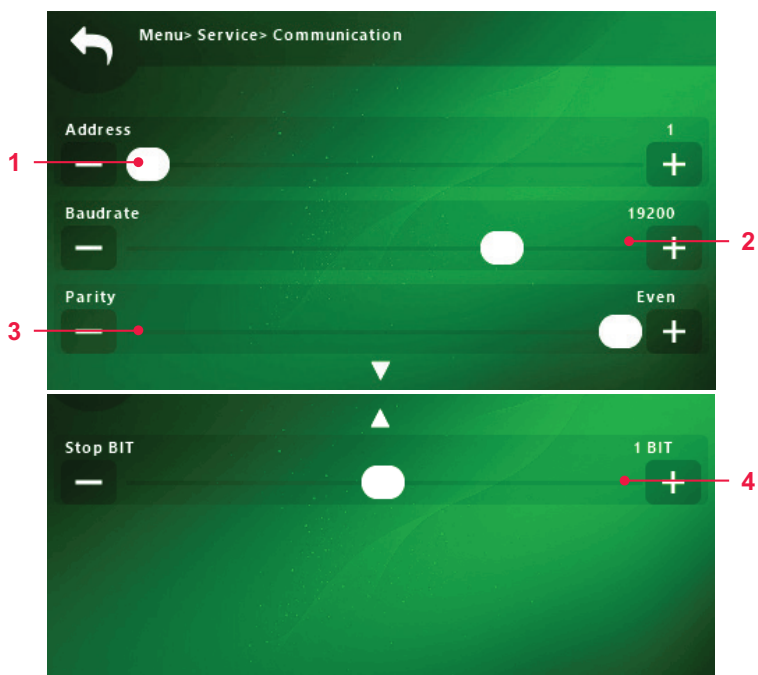 Menu> Service> Communication
Address 1
1
Baudrate 19200
2
Parity Even
3
Stop BIT 1 BIT
4